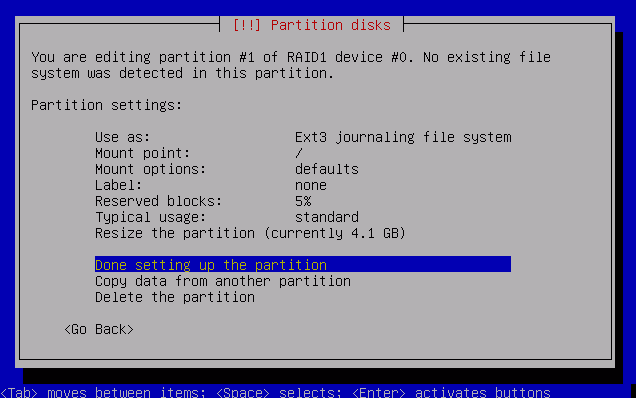 [!!] Partition disks
You are editing partition #1 of RAID1 device #0. No existing file
system was detected in this partition.
Partition settings:
Use as: Ext3 journaling file system
Mount point: /
Mount options: defaults
Label: none
Reserved blocks: 5%
Typical usage: standard
Resize the partition (currently 4.1 GB)
Done setting up the partition
Copy data from another partition
Delete the partition
<Go Back>
<Tab> moves between items; <Space> selects; <Enter> activates buttons